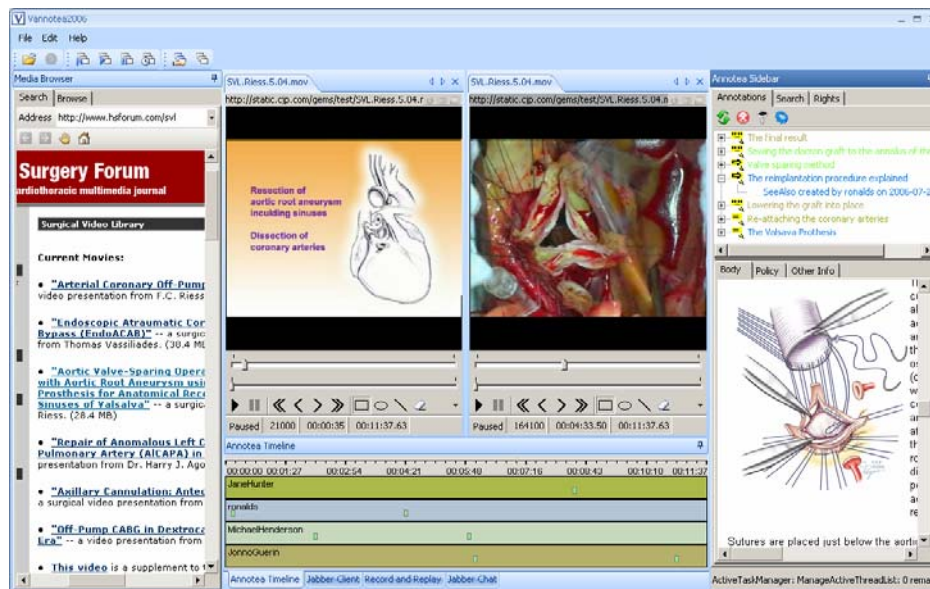 Vannotea2006
File Edit Help
Media Browser
Search Browse
Address http://www.hsforum.com/svl
Surgery Forum
ardiothoracic multimedia journal
Surgical Video Library
Current Movies:
"Arterial Coronary Off-Pump
video presentation from F.C. Riess
"Endoscopic Atraumatic Cor
Bypass (EndoACAB)" -- a surgic
from Thomas Vassiliades. (30.4 MB
"Aortic Valve-Sparing Opera
with Aortic Root Aneurysm usi
Prosthesis for Anatomical Reco
Sinuses of Valsalva" -- a surgica
Riess. (28.4 MB)
"Repair of Anomalous Left C
Pulmonary Artery (AlCAPA) in
presentation from Dr. Harry J. Ago
"Axillary Cannulation: Antec
a surgical video presentation from
"Off-Pump CABG in Dextroca
Era" -- a video presentation from
This video is a supplement to t
SVL.Riess.5.04.mov
http://static.cjp.com/gems/test/SVL.Riess.5.04.r
Resection of
aortic root aneurysm
inculding sinuses
Dissection of
coronary arteries
Paused 21000 00:00:35 00:11:37.63
SVL.Riess.5.04.mov
http://static.cjp.com/gems/test/SVL.Riess.5.04.n
Paused 164100 00:04:33.50 00:11:37.63
Annotea Timeline
00:00:00 00:01:27 00:02:54 00:04:21 00:05:48 00:07:16 00:08:43 00:10:10 00:11:37
JaneHunter
ronalds
MichaelHenderson
JonnoGuerin
Annotea Timeline Jabber-Client Record and Replay Jabber-Chat
Annotea Sidebar
Annotations Search Rights
The final result
Sewing the dacron graft to the annulus of the
Valve sparing method
The reimplantation procedure explained
SeeAlso created by ronalds on 2006-07-2
Lowering the graft into place
Re-attaching the coronary arteries
The Valsava Prothesis
Body Policy Other Info
Sutures are placed just below the aortic
ActiveTaskManager: ManageActiveThreadList: 0 rema